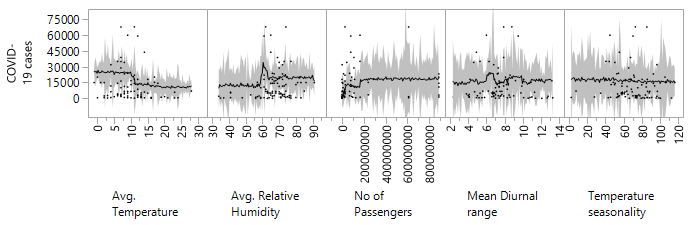 COVID-
19 cases
75000
60000
45000
30000
15000
0
0 5 10 15 20 25 30
30 40 50 60 70 80 90
0 200000000 400000000 600000000 800000000
2 4 6 8 10 12 14
0 20 40 60 80 100 120
Avg.
Temperature
Avg. Relative
Humidity
No of
Passengers
Mean Diurnal
range
Temperature
seasonality